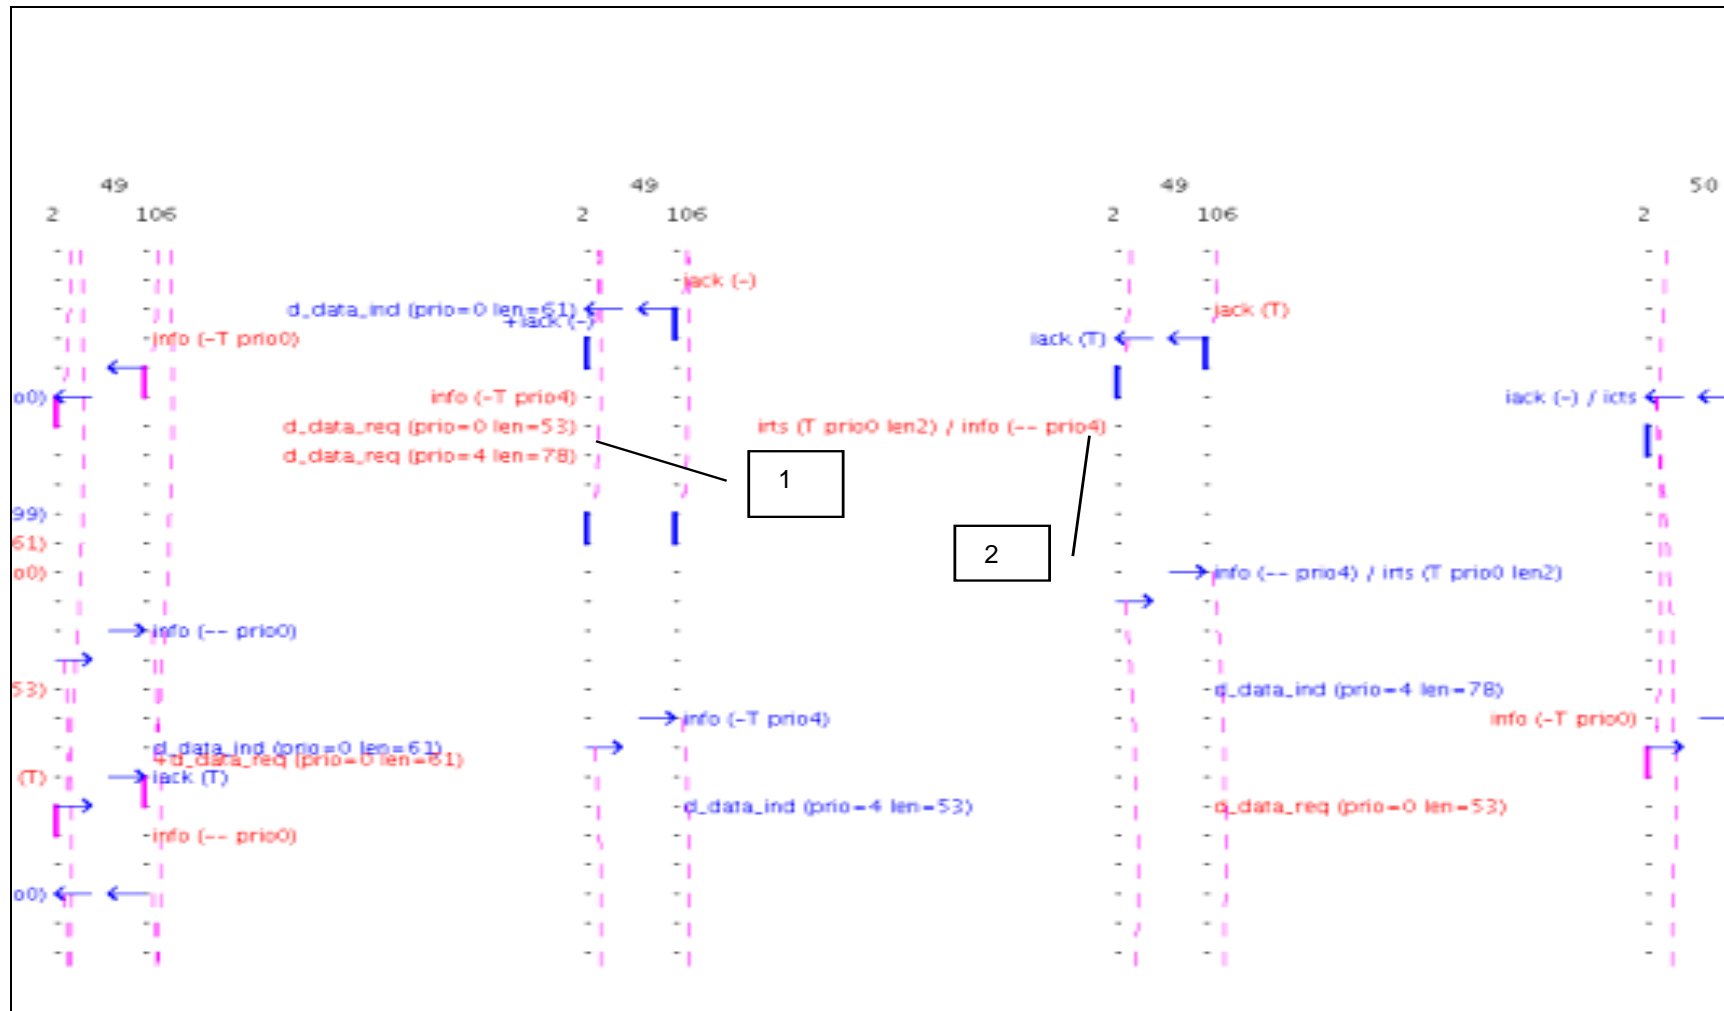 49 49 49 50
2 106 2 106 2 106 2
iack (-)
d_data_ind (prio=0 len=61) iack (T)
+iack (-)
info (-T prio0) iack (T)
o0) info (-T prio4) iack (-) / icts
d_data_req (prio=0 len=53) irts (T prio0 len2) / info (-- prio4)
d_data_req (prio=4 len=78)
1
99)
61)
2
o0) info (-- prio4) / irts (T prio0 len2)
info (-- prio0)
53) d_data_ind (prio=4 len=78)
info (-T prio4) info (-T prio0)
d_data_ind (prio=0 len=61)
+d_data_req (prio=0 len=61)
(T) iack (T)
d_data_ind (prio=4 len=53) d_data_req (prio=0 len=53)
info (-- prio0)
o0)